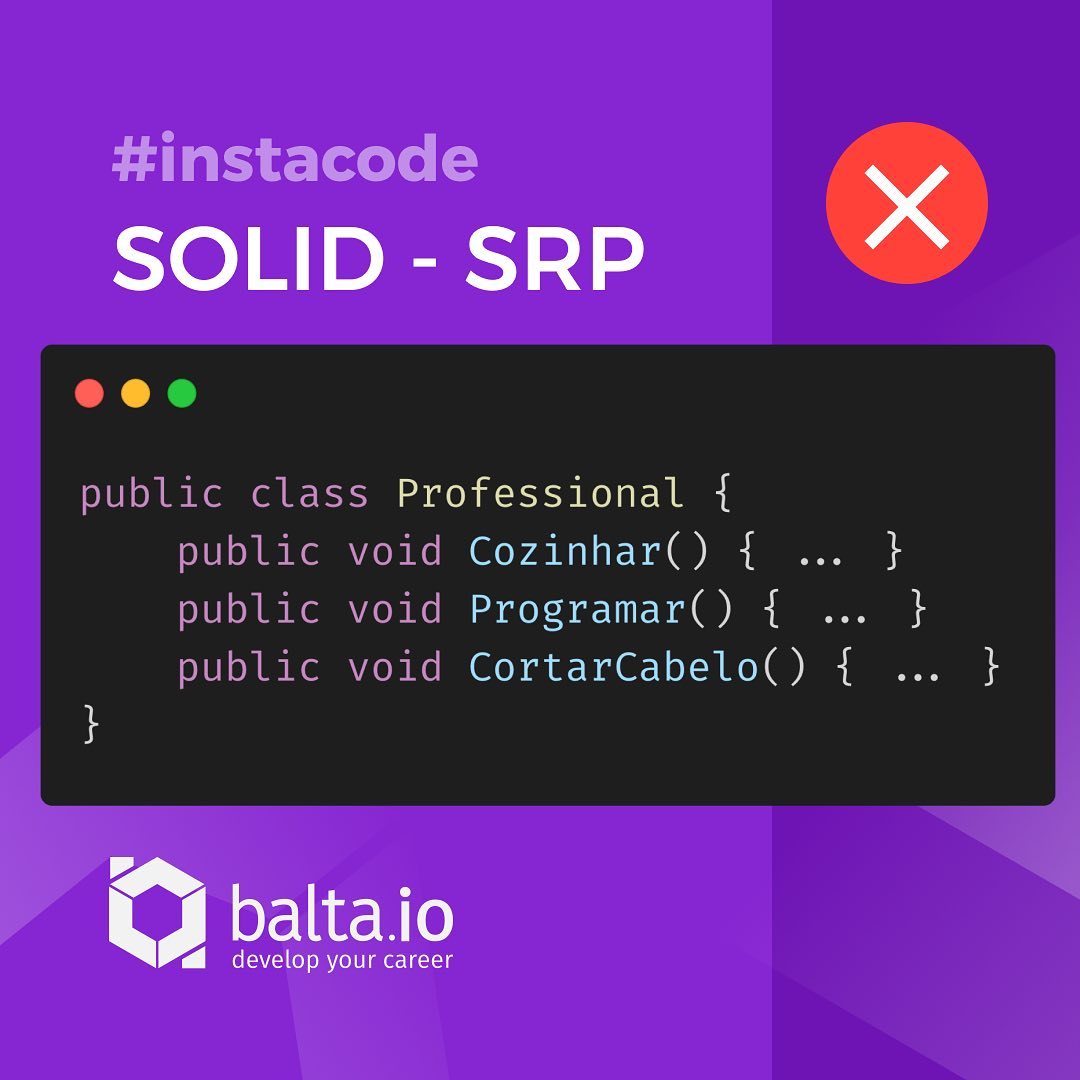 #instacode
SOLID - SRP
public class Professional {
    public void Cozinhar() { ... }
    public void Programar() { ... }
    public void CortarCabelo() { ... }
}
balta.io
develop your career